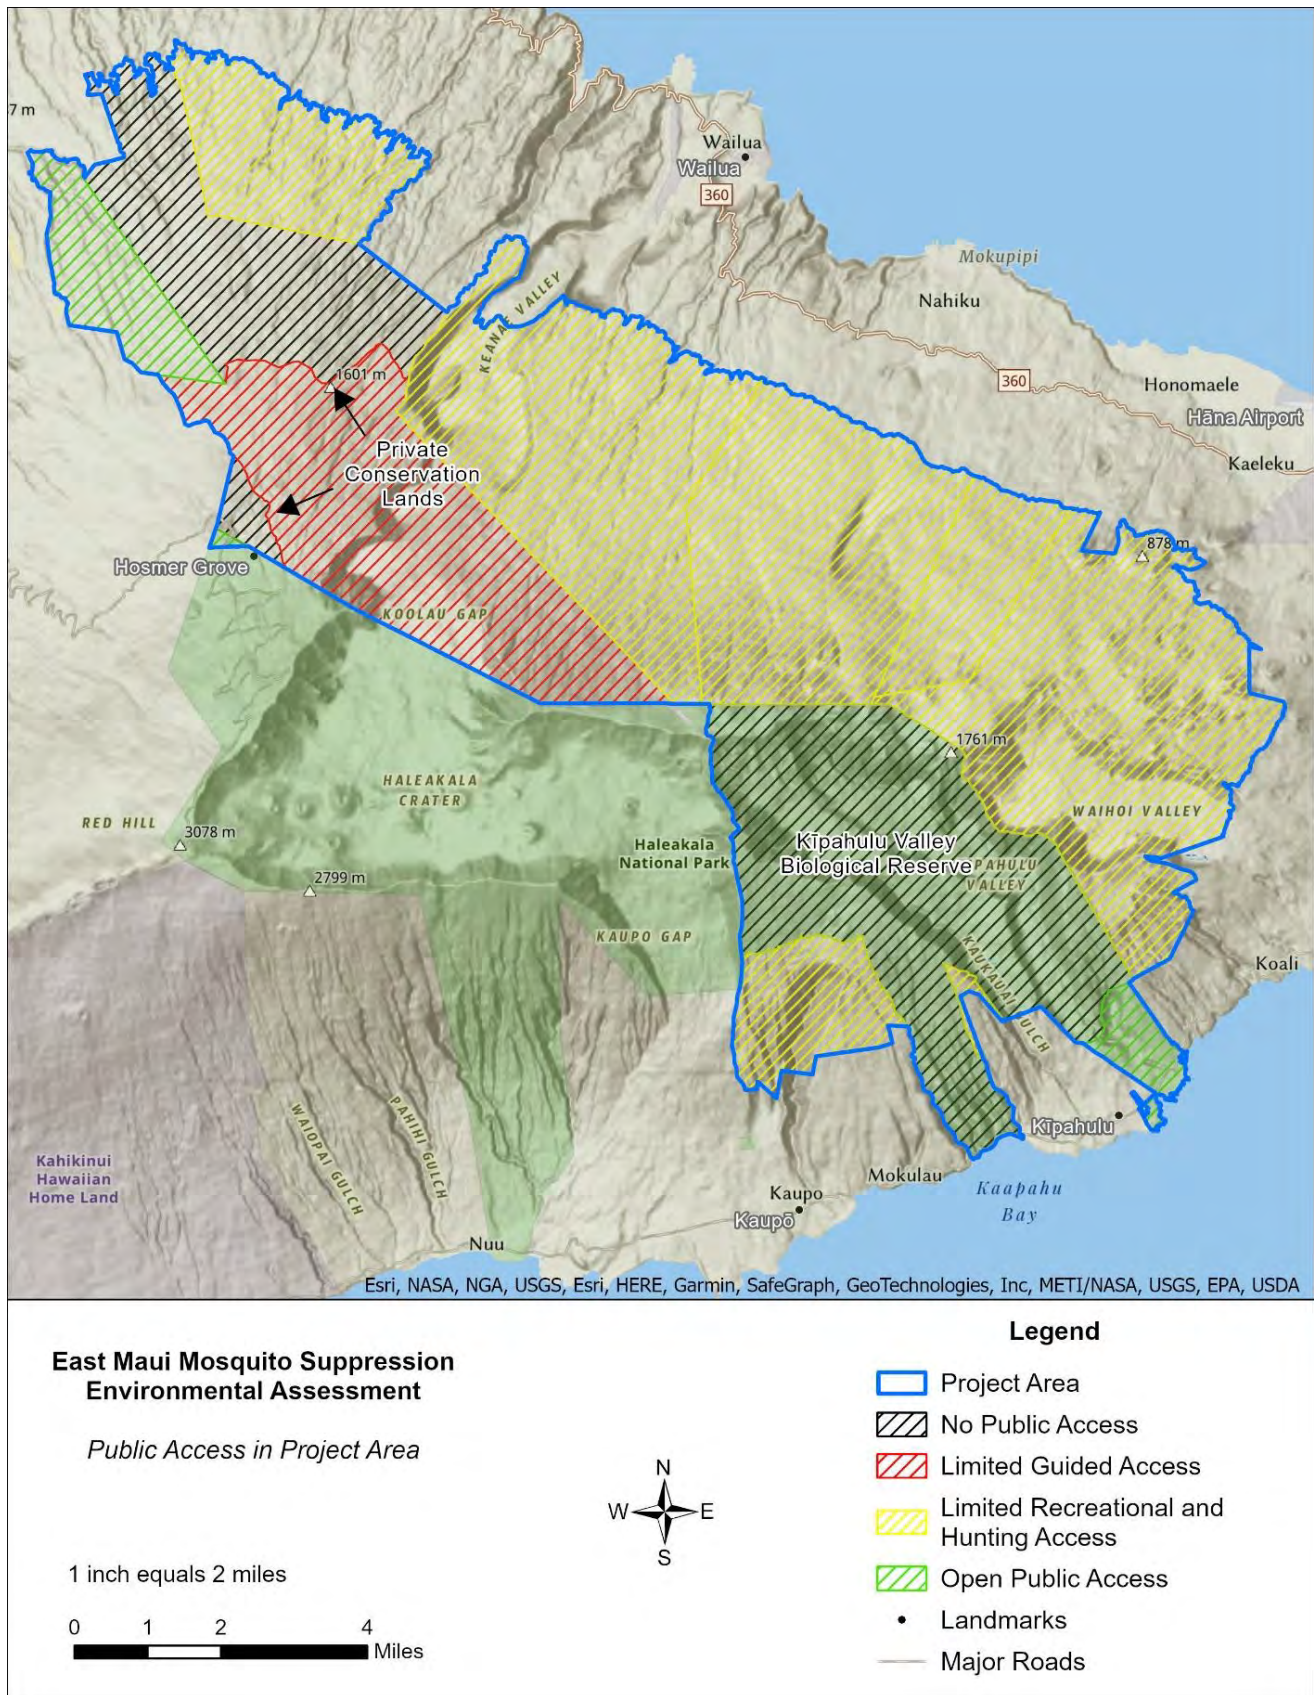 7 m
Wailua
Wailua
360
Mokupipi
Nahiku
KEANAE VALLEY
360
Honomaele
Hāna Airport
Kaeleku
1601 m
Private
Conservation
Lands
878 m
Hosmer Grove
KOOLAU GAP
1761 m
HALEAKALA
CRATER
RED HILL
3078 m
WAIHOI VALLEY
Haleakala
National Park
Kīpahulu Valley
Biological Reserve
PAHULU
VALLEY
2799 m
KAUPO GAP
KAUKAUAI GULCH
Koali
WAIOPAI GULCH
PAHIHI GULCH
Kīpahulu
Kahikinui
Hawaiian
Home Land
Mokulau
Kaapahu
Bay
Kaupo
Kaupō
Nuu
Esri, NASA, NGA, USGS, Esri, HERE, Garmin, SafeGraph, GeoTechnologies, Inc, METI/NASA, USGS, EPA, USDA
East Maui Mosquito Suppression
Environmental Assessment
Public Access in Project Area
1 inch equals 2 miles
0 1 2 4
Miles
N
W E
S
Legend
Project Area
No Public Access
Limited Guided Access
Limited Recreational and
Hunting Access
Open Public Access
Landmarks
Major Roads